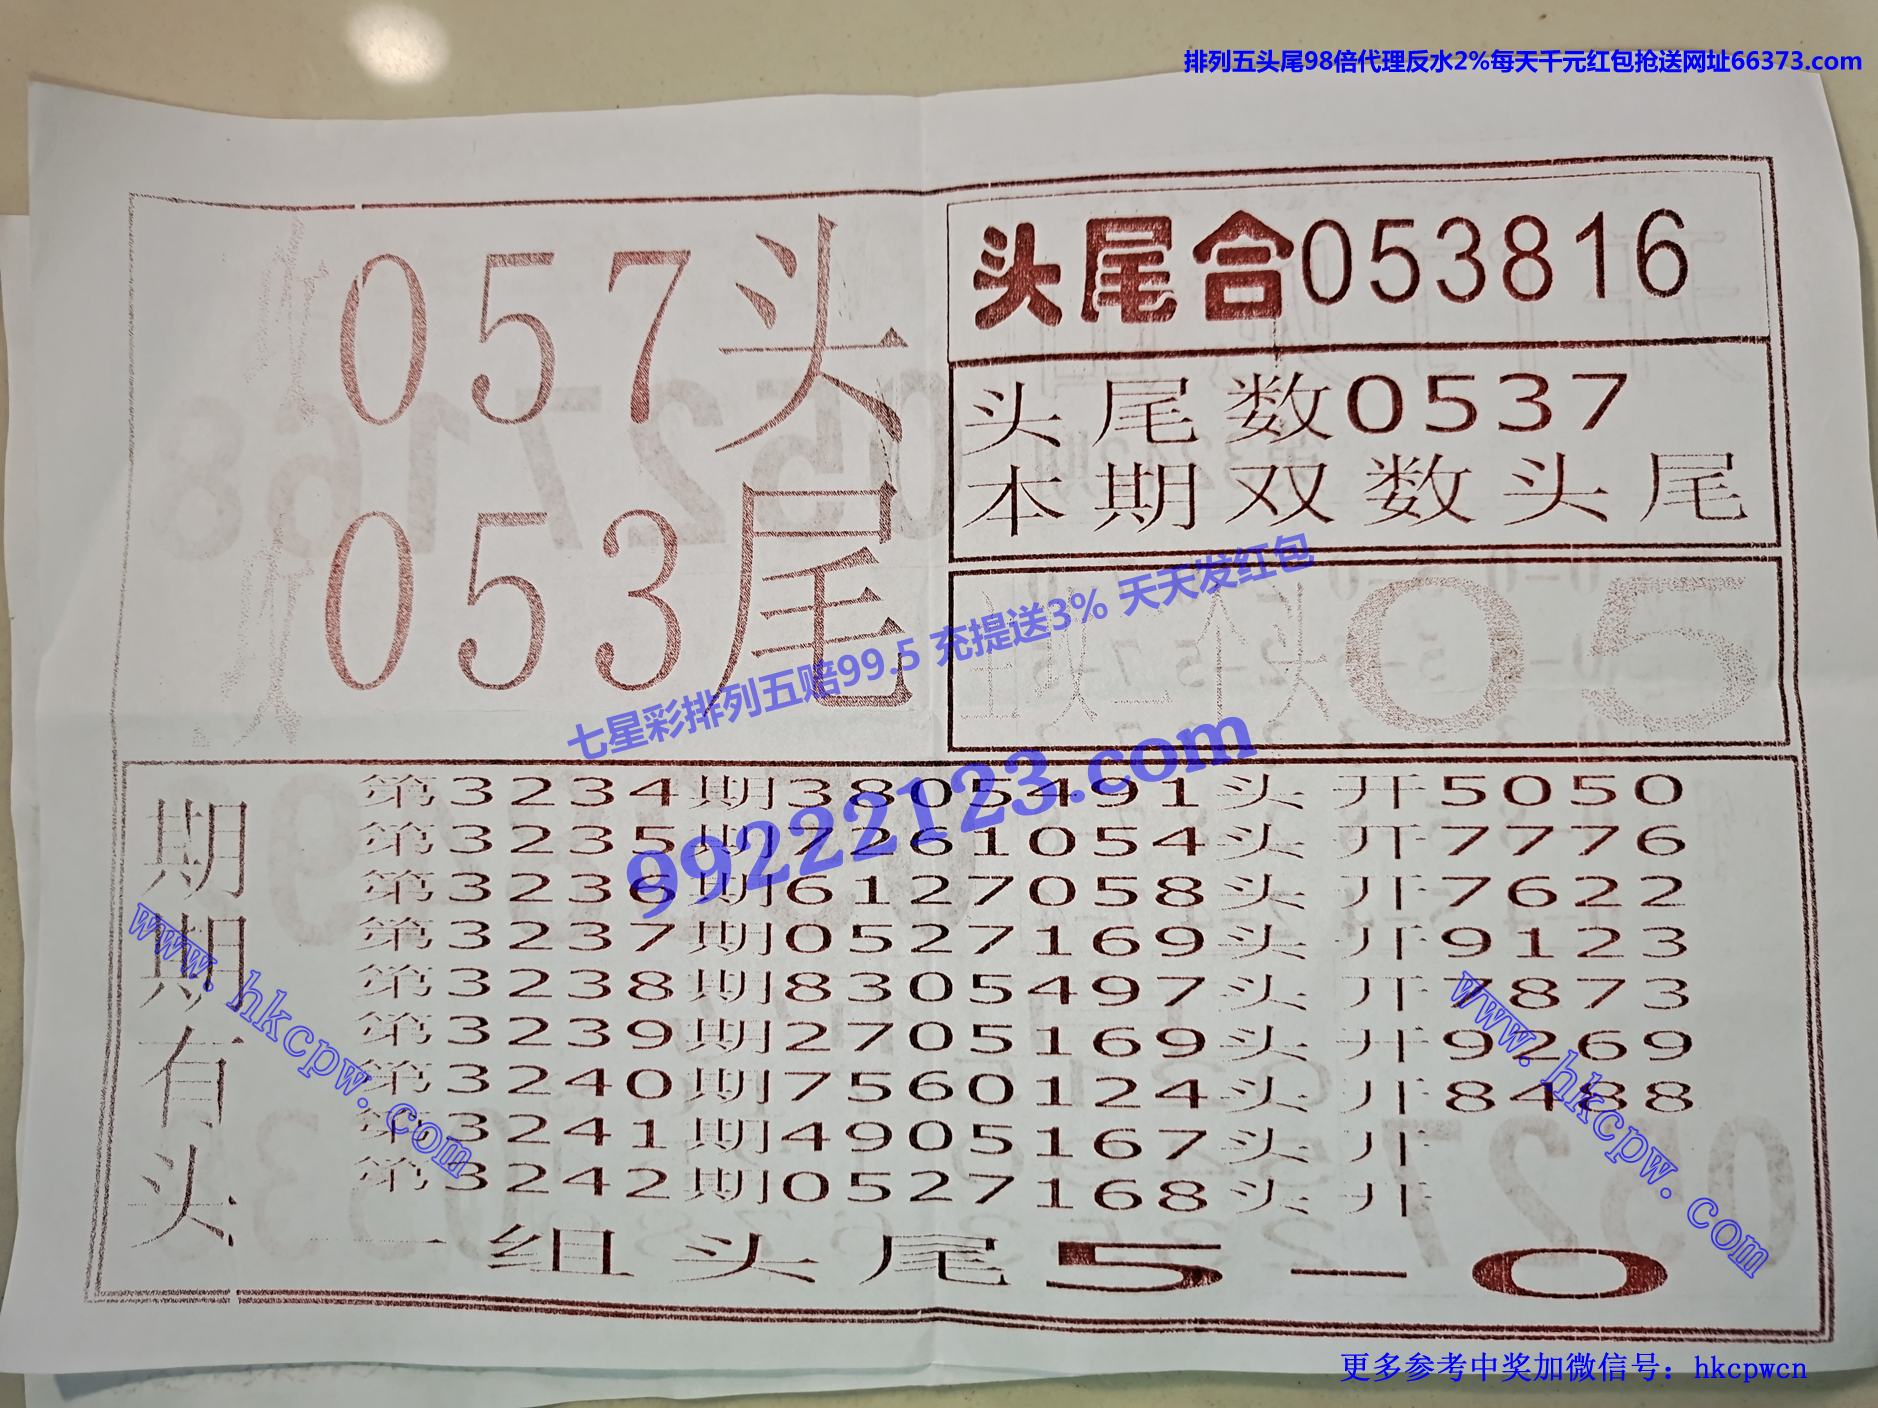 排列五头尾98倍代理反水2%每天千元红包抢送网址66373.com
057头
053尾
头尾合053816
头尾数0537
本期双数头尾
主攻二个头05
七星彩排列五赔99.5 充提送3% 天天发红包
99222123.com
期期有头
第3234期3805491头 开5050
第3235期7261054头 开7776
第3236期6127058头 开7622
第3237期0527169头 开9123
第3238期8305497头 开7873
第3239期2705169头 开9269
第3240期7560124头 开8488
第3241期4905167头 开
第3242期0527168头 开
一组头尾5—0
www.hkcpw.com
www.hkcpw.com
更多参考中奖加微信号：hkcpwcn